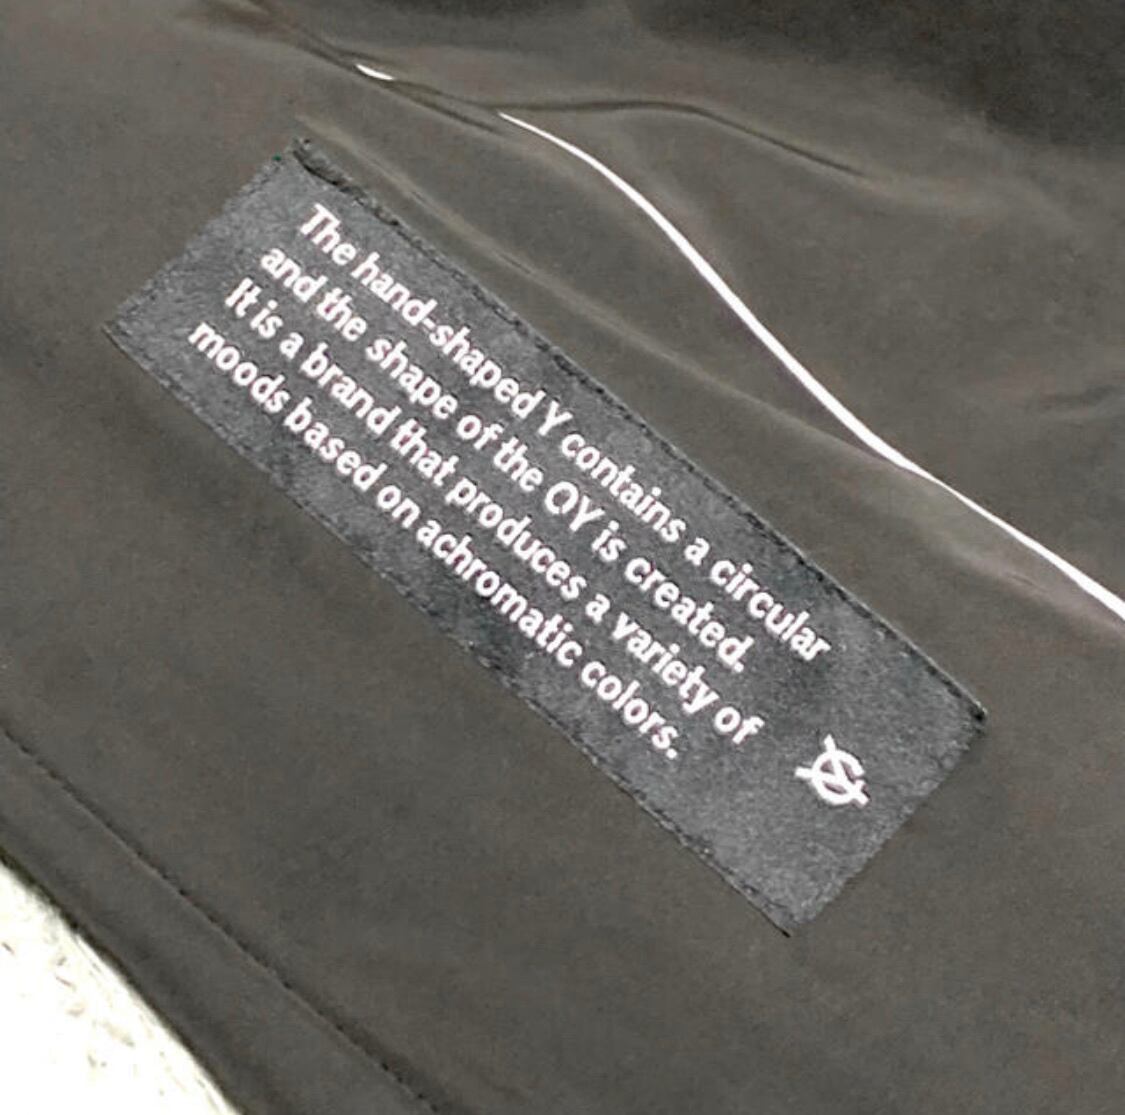 The hand-shaped Y contains a circular
and the shape of the OY is created.
It is a brand that produces a variety of
moods based on achromatic colors.